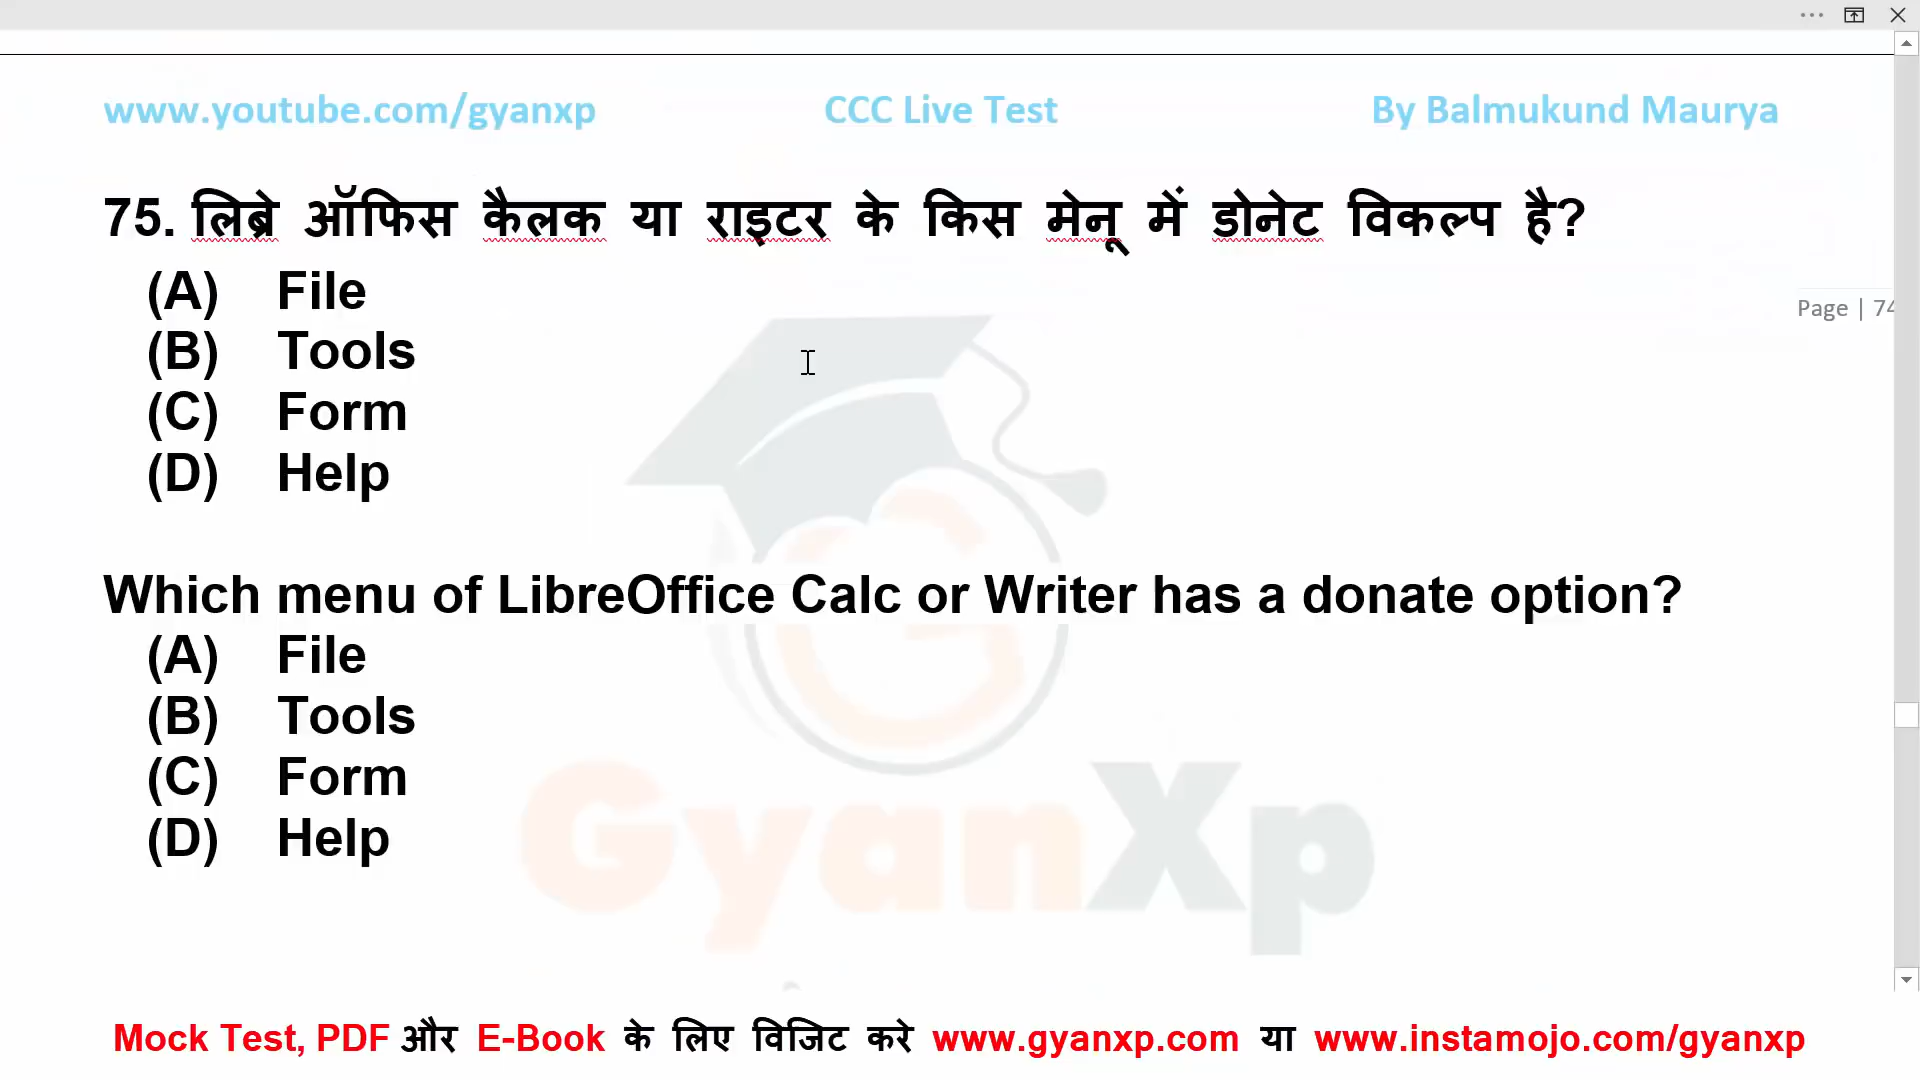 www.youtube.com/gyanxp CCC Live Test By Balmukund Maurya
75. लिब्रे ऑफिस कैलक या राइटर के किस मेनू में डोनेट विकल्प है?
(A) File
Page | 74
(B) Tools
(C) Form
(D) Help
Which menu of LibreOffice Calc or Writer has a donate option?
(A) File
(B) Tools
(C) Form
(D) Help
GyanXp
Mock Test, PDF और E-Book के लिए विजिट करे www.gyanxp.com या www.instamojo.com/gyanxp